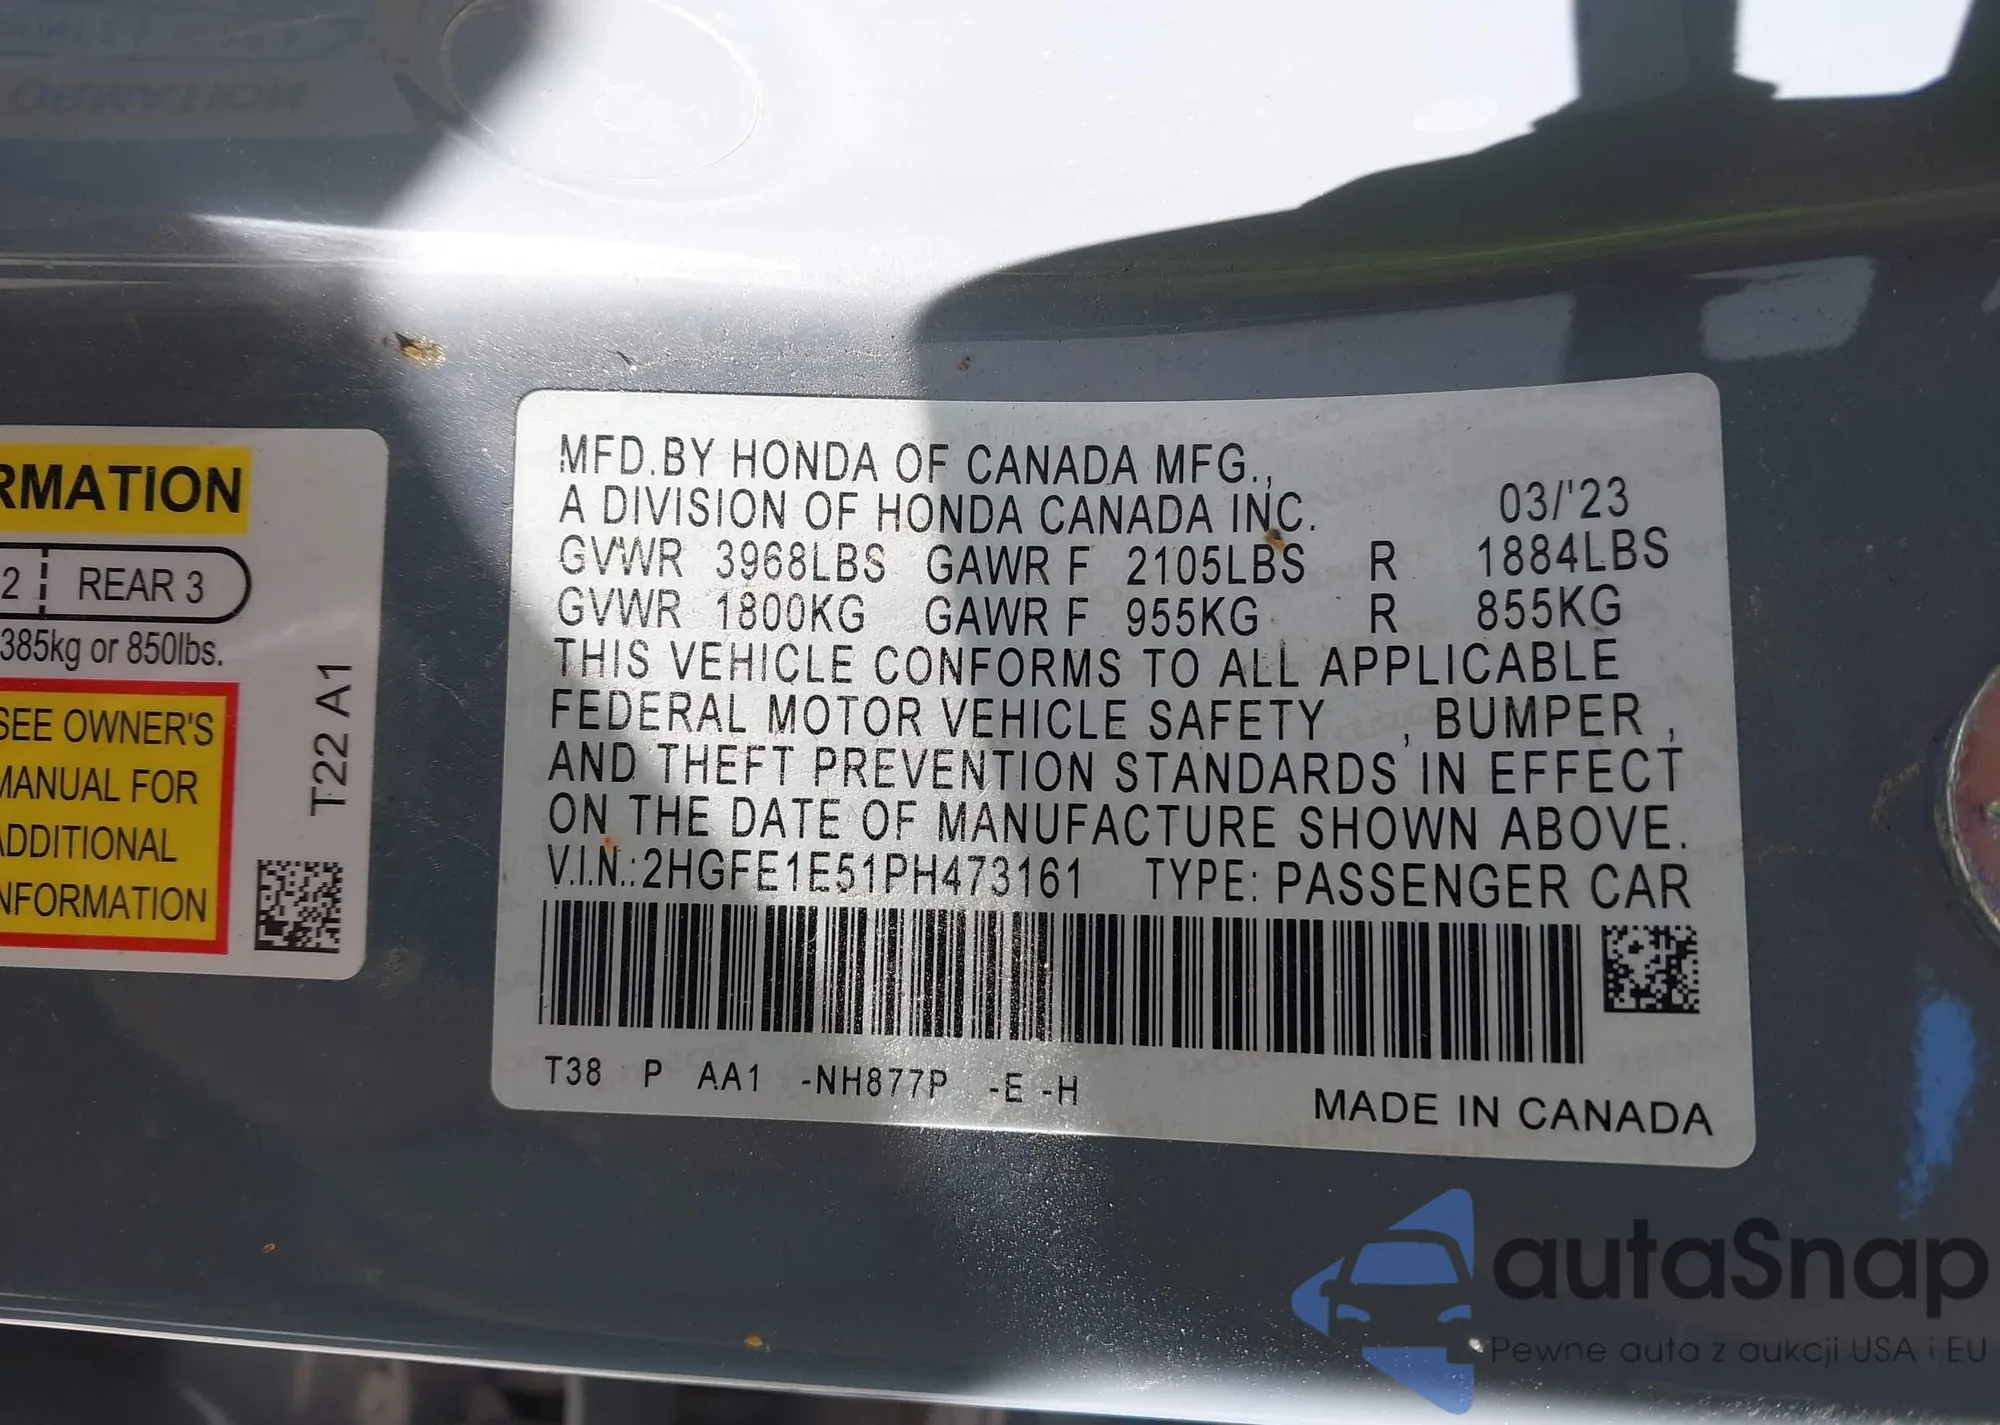 RMATION
2 REAR 3
385kg or 850lbs.
SEE OWNER'S
MANUAL FOR
ADDITIONAL
INFORMATION
T22 A1
MFD.BY HONDA OF CANADA MFG.,
A DIVISION OF HONDA CANADA INC. 03/'23
GVWR 3968LBS GAWR F 2105LBS R 1884LBS
GVWR 1800KG GAWR F 955KG R 855KG
THIS VEHICLE CONFORMS TO ALL APPLICABLE
FEDERAL MOTOR VEHICLE SAFETY , BUMPER ,
AND THEFT PREVENTION STANDARDS IN EFFECT
ON THE DATE OF MANUFACTURE SHOWN ABOVE.
V.I.N.:2HGFE1E51PH473161 TYPE: PASSENGER CAR
T38 P AA1 -NH877P -E -H
MADE IN CANADA
autaSnap
Pewne auta z aukcji USA i EU